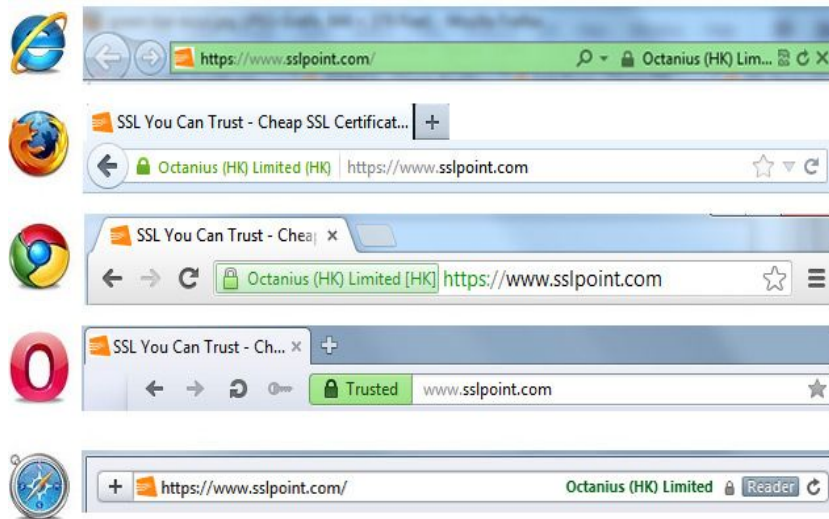 https://www.sslpoint.com/ Octanius (HK) Lim...
SSL You Can Trust - Cheap SSL Certificat...
Octanius (HK) Limited (HK) https://www.sslpoint.com
SSL You Can Trust - Chea
Octanius (HK) Limited [HK] https://www.sslpoint.com
SSL You Can Trust - Ch...
Trusted www.sslpoint.com
https://www.sslpoint.com/ Octanius (HK) Limited Reader